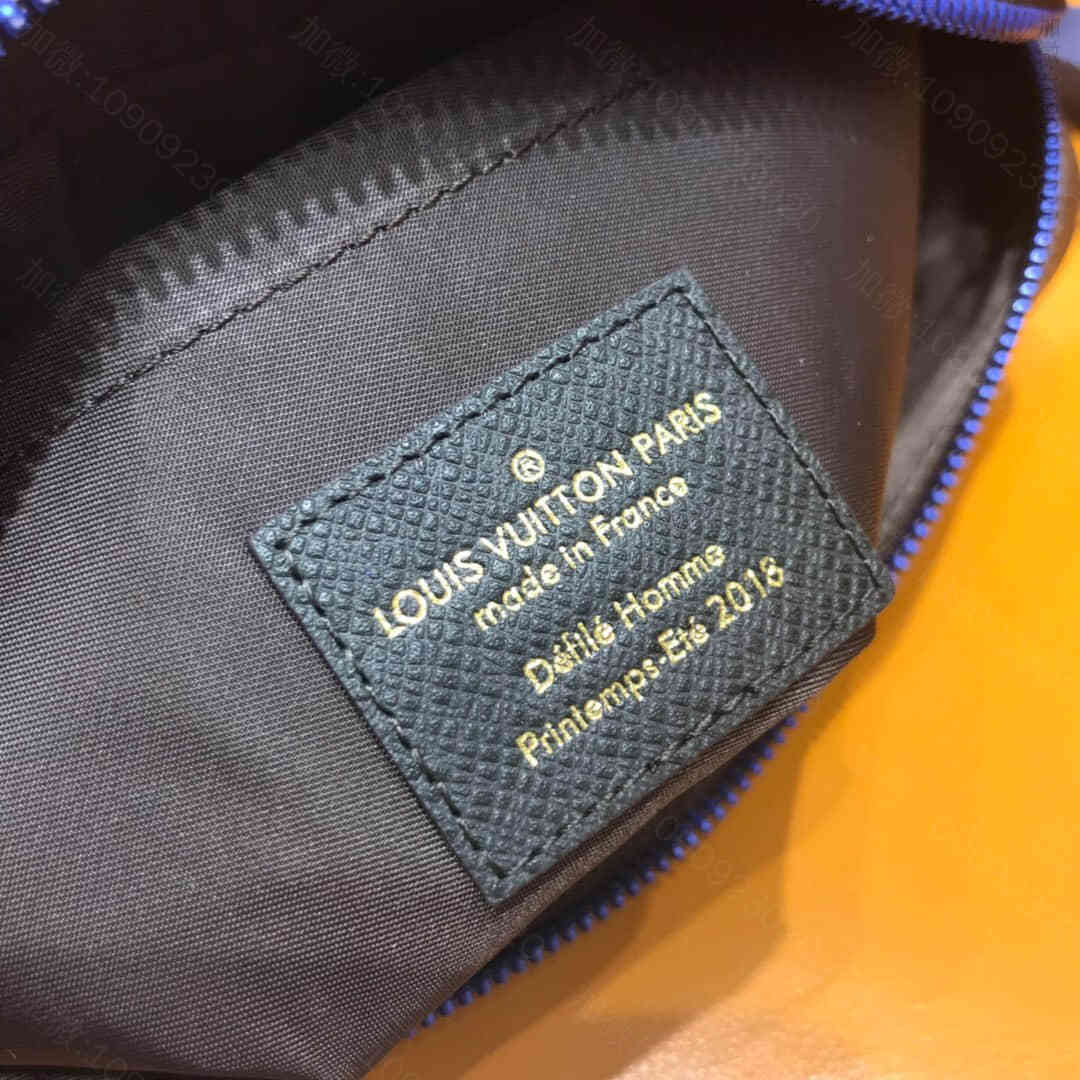 ®
LOUIS VUITTON PARIS
made in France
Défilé Homme
Printemps-Eté 2018